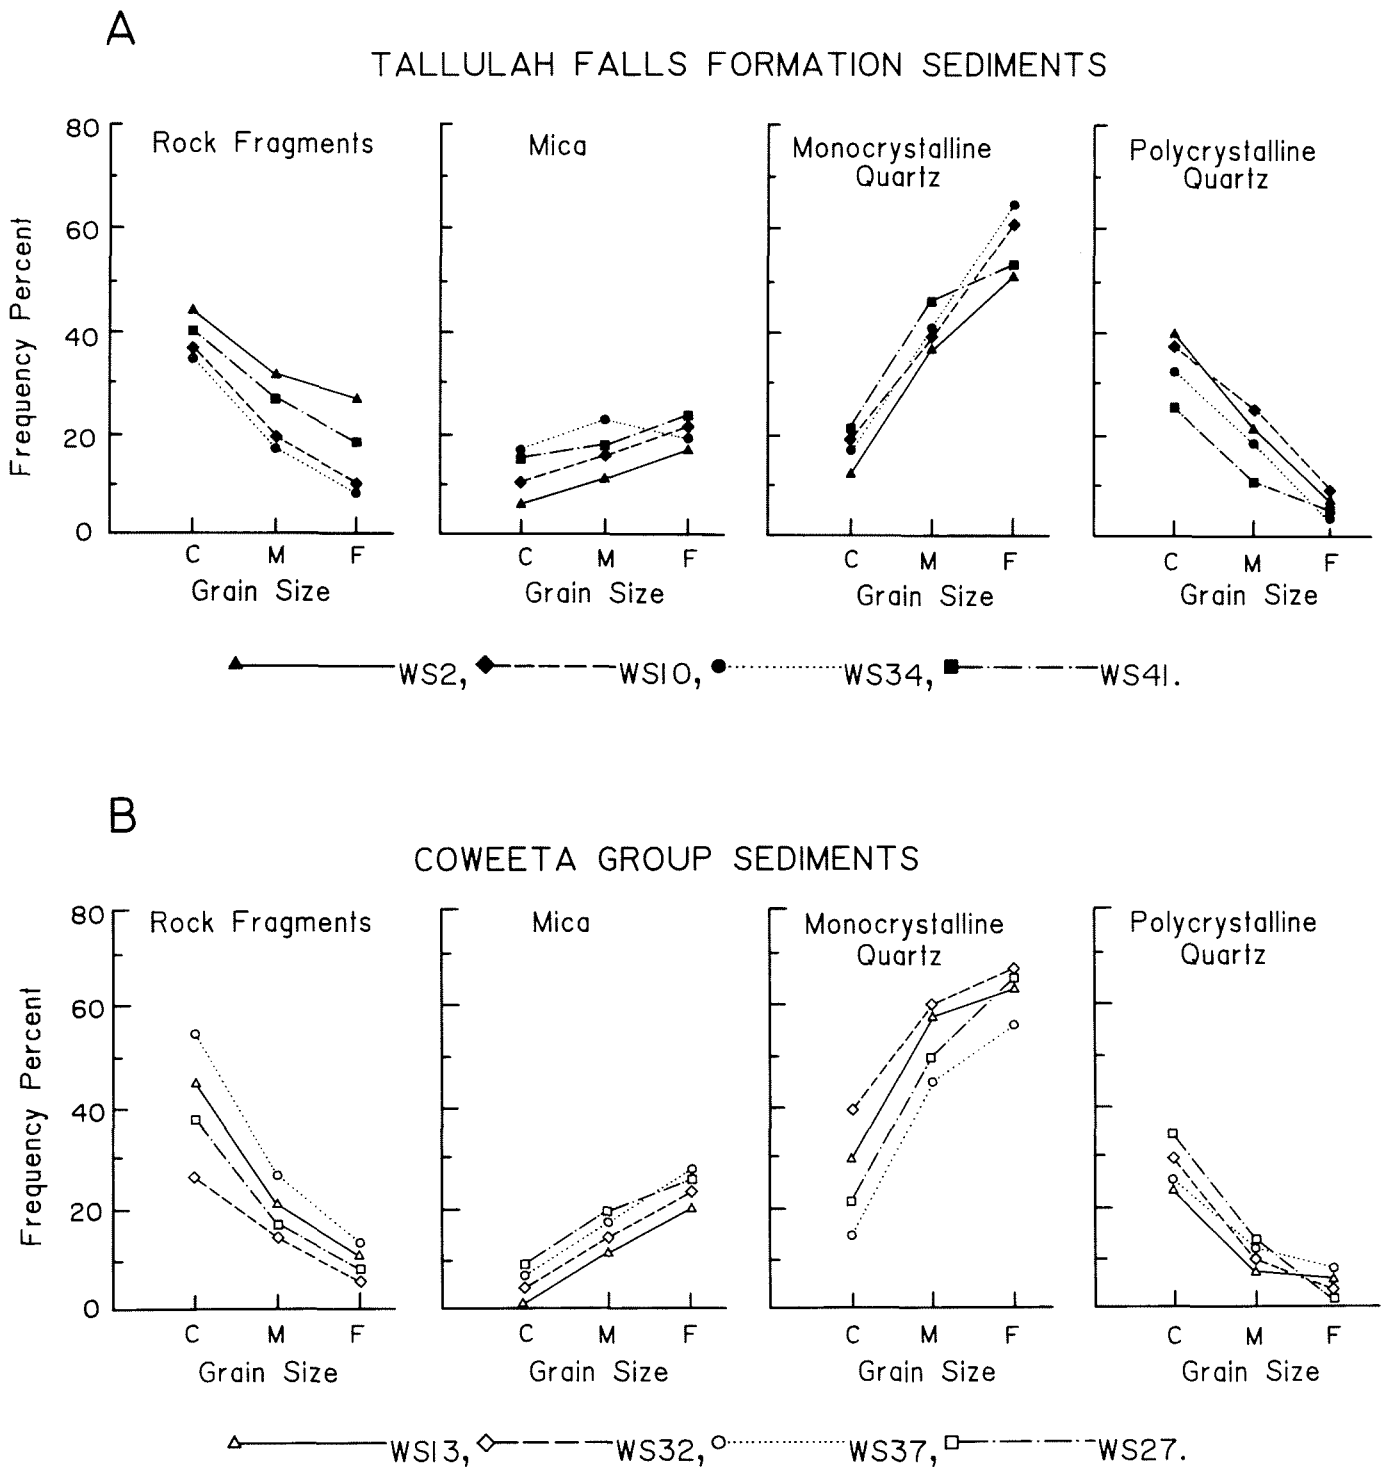 A
TALLULAH FALLS FORMATION SEDIMENTS
Rock Fragments
Mica
Monocrystalline
Quartz
Polycrystalline
Quartz
Frequency Percent
80
60
40
20
0
C M F
Grain Size
C M F
Grain Size
C M F
Grain Size
C M F
Grain Size
WS2, WS10, WS34, WS41.
B
COWEETA GROUP SEDIMENTS
Rock Fragments
Mica
Monocrystalline
Quartz
Polycrystalline
Quartz
Frequency Percent
80
60
40
20
0
C M F
Grain Size
C M F
Grain Size
C M F
Grain Size
C M F
Grain Size
WS13, WS32, WS37, WS27.